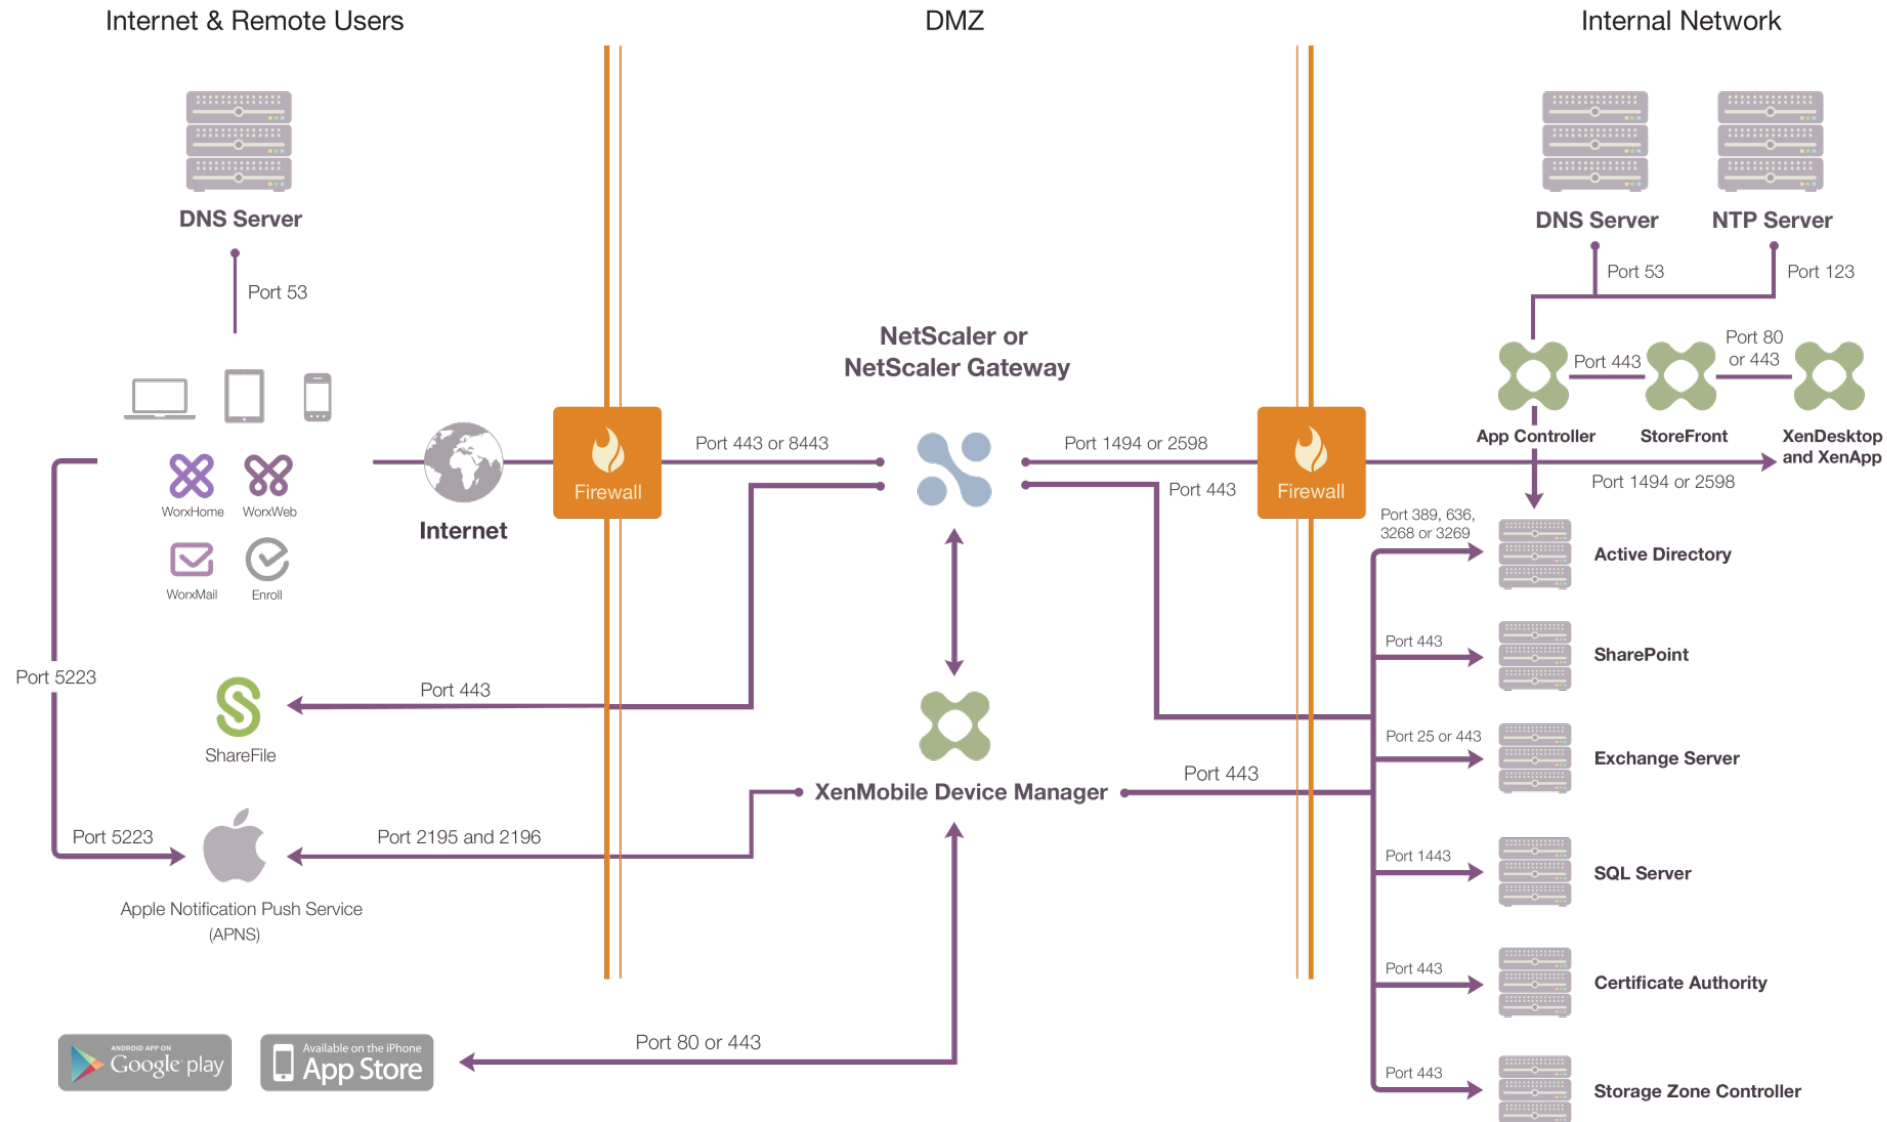 Internet & Remote Users
DMZ
Internal Network
DNS Server
Port 53
DNS Server
NTP Server
Port 53
Port 123
NetScaler or
NetScaler Gateway
Port 443
Port 80
or 443
App Controller
StoreFront
XenDesktop
and XenApp
WorxHome
WorxWeb
WorxMail
Enroll
Internet
Firewall
Port 443 or 8443
Port 1494 or 2598
Port 443
Firewall
Port 1494 or 2598
Port 389, 636,
3268 or 3269
Active Directory
Port 443
SharePoint
Port 5223
Port 443
ShareFile
Port 25 or 443
Exchange Server
XenMobile Device Manager
Port 443
Port 5223
Port 2195 and 2196
Apple Notification Push Service
(APNS)
Port 1443
SQL Server
Port 443
Certificate Authority
ANDROID APP ON
Google play
Available on the iPhone
App Store
Port 80 or 443
Port 443
Storage Zone Controller